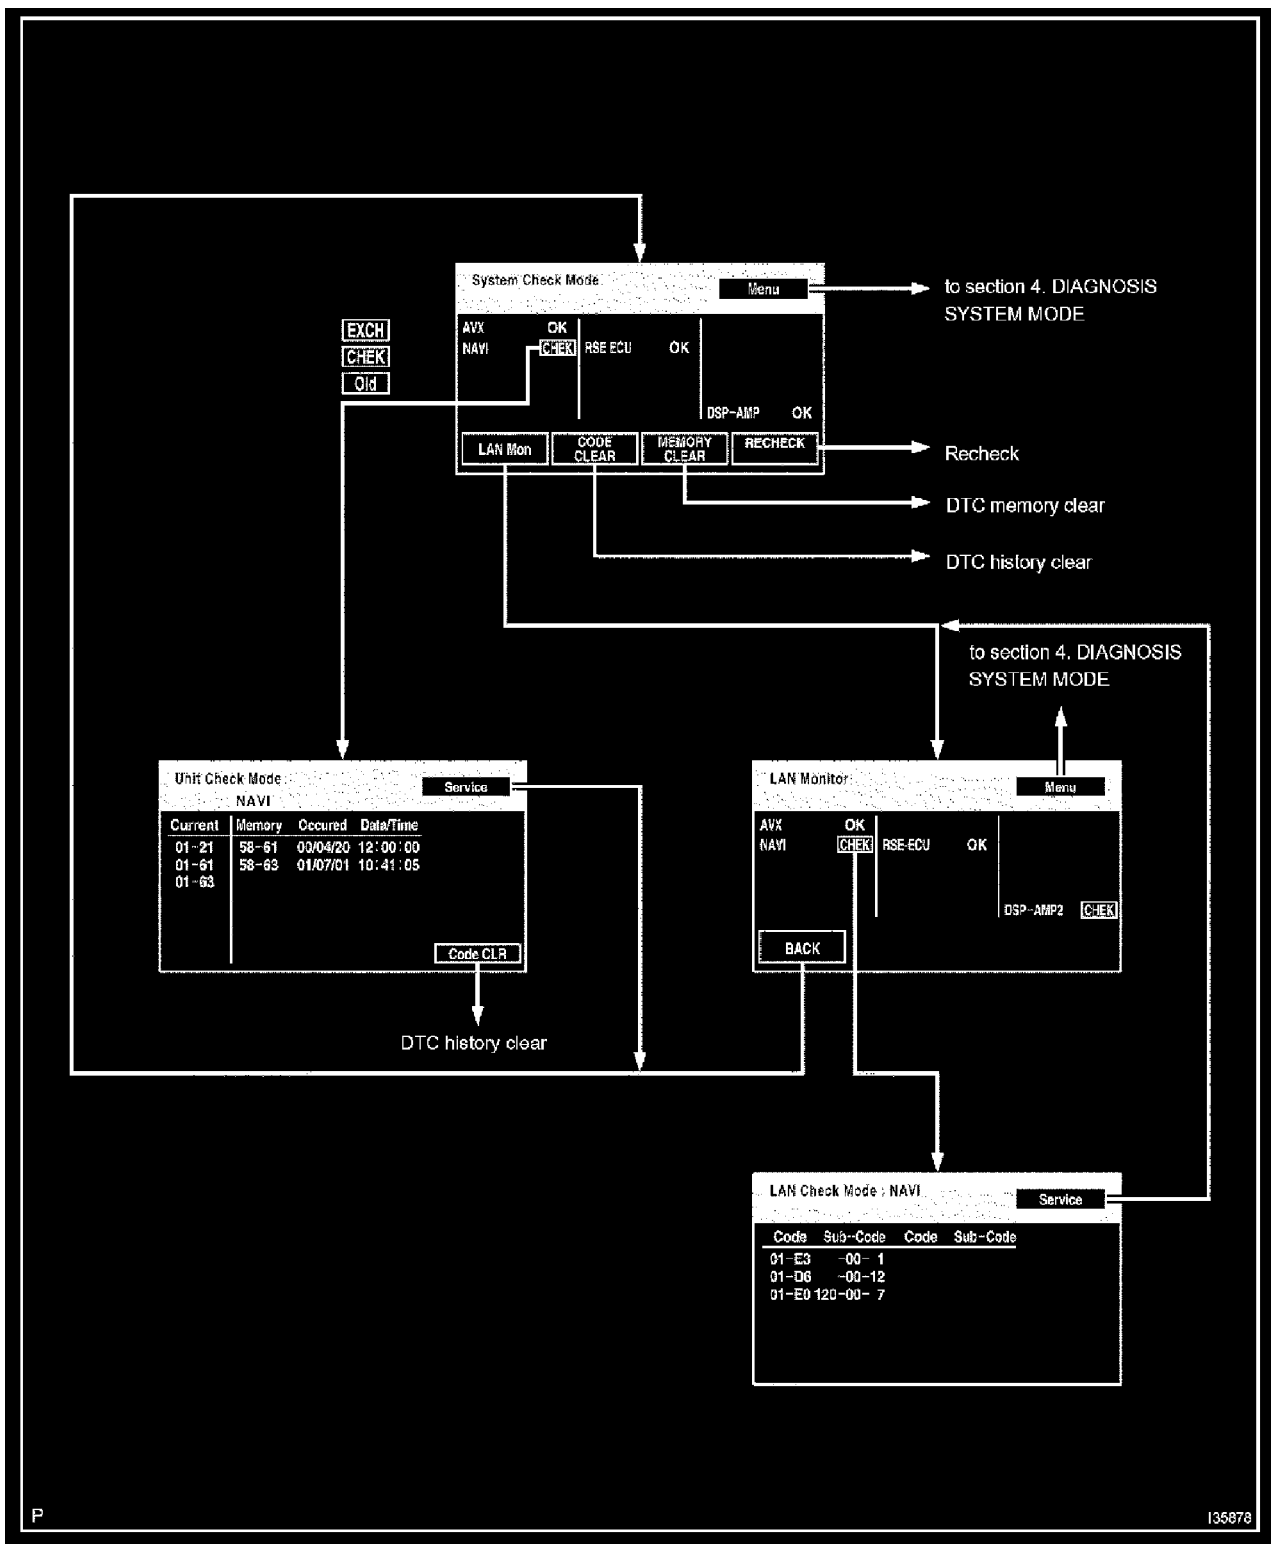 System Check Mode
Menu
to section 4. DIAGNOSIS
SYSTEM MODE
EXCH
CHEK
Old
AVX OK
NAVI CHEK RSE ECU OK
DSP-AMP OK
LAN Mon
CODE
CLEAR
MEMORY
CLEAR
RECHECK
Recheck
DTC memory clear
DTC history clear
to section 4. DIAGNOSIS
SYSTEM MODE
Unit Check Mode:
NAVI
Service
Current Memory Occured Data/Time
01-21 58-61 00/04/20 12:00:00
01-61 58-63 01/07/01 10:41:05
01-63
Code CLR
DTC history clear
LAN Monitor
Menu
AVX OK
NAVI CHEK RSE-ECU OK
DSP-AMP2 CHEK
BACK
LAN Check Mode : NAVI
Service
Code Sub-Code Code Sub-Code
01-E3 -00- 1
01-D6 -00-12
01-E0 120-00- 7
P
I35878